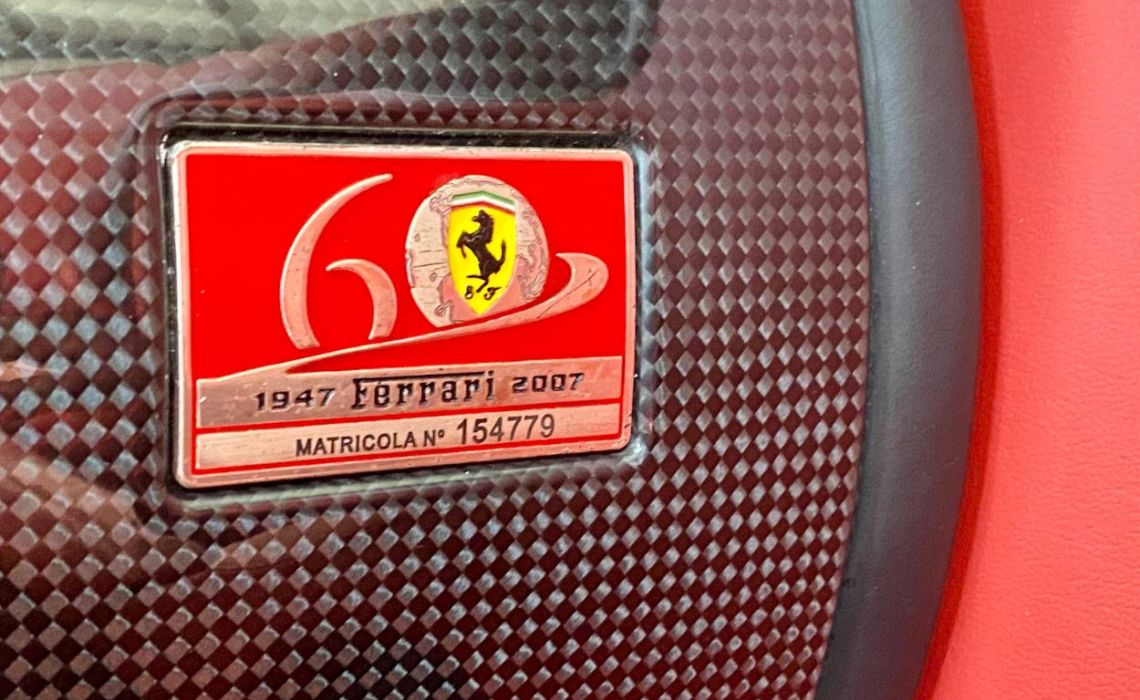 60
S F
1947 Ferrari 2007
MATRICOLA Nº 154779